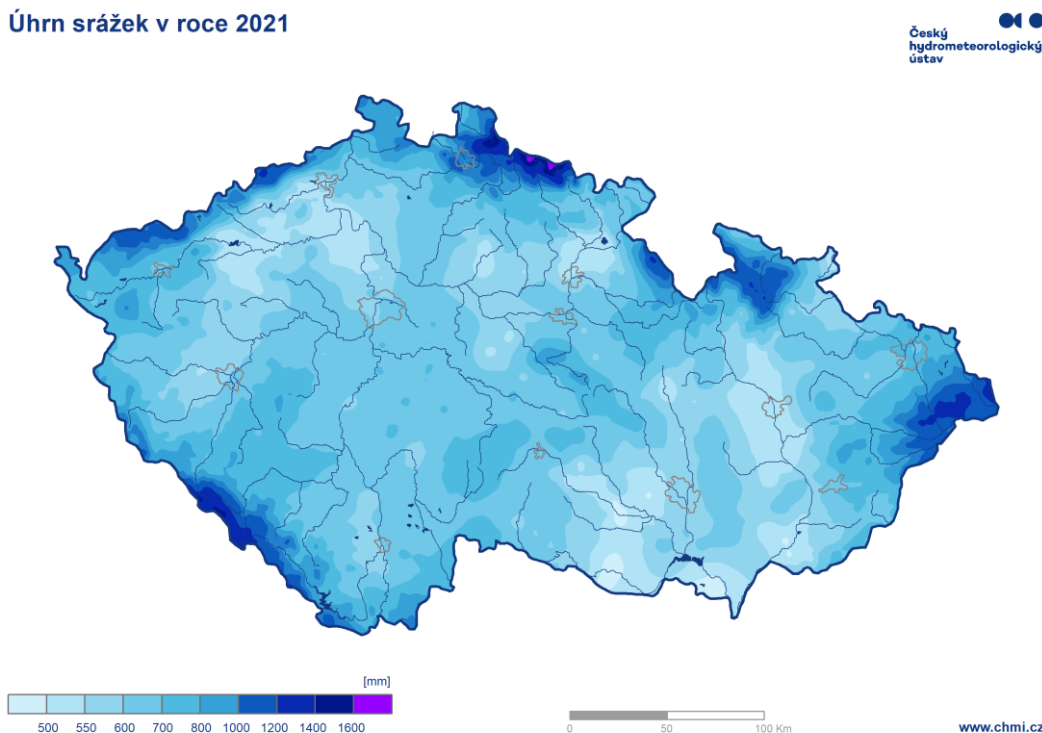 Úhrn srážek v roce 2021
Český
hydrometeorologický
ústav
[mm]
500 550 600 700 800 1000 1200 1400 1600
0 50 100 Km
www.chmi.cz